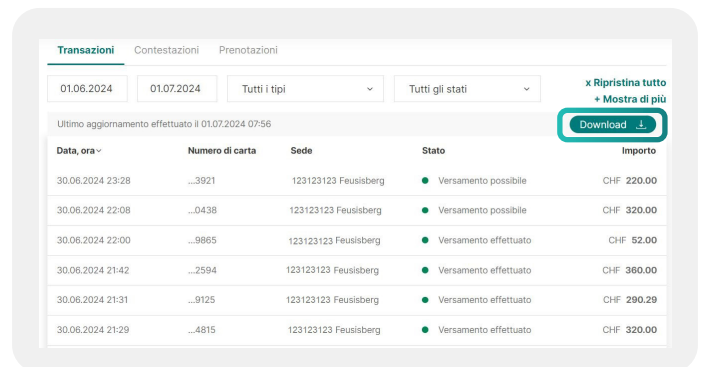 Transazioni Contestazioni Prenotazioni
01.06.2024 01.07.2024 Tutti i tipi Tutti gli stati x Ripristina tutto
+ Mostra di più
Ultimo aggiornamento effettuato il 01.07.2024 07:56 Download
Data, ora Numero di carta Sede Stato Importo
30.06.2024 23:28 ...3921 123123123 Feusisberg Versamento possibile CHF 220.00
30.06.2024 22:08 ...0438 123123123 Feusisberg Versamento possibile CHF 320.00
30.06.2024 22:00 ...9865 123123123 Feusisberg Versamento effettuato CHF 52.00
30.06.2024 21:42 ...2594 123123123 Feusisberg Versamento effettuato CHF 360.00
30.06.2024 21:31 ...9125 123123123 Feusisberg Versamento effettuato CHF 290.29
30.06.2024 21:29 ...4815 123123123 Feusisberg Versamento effettuato CHF 320.00